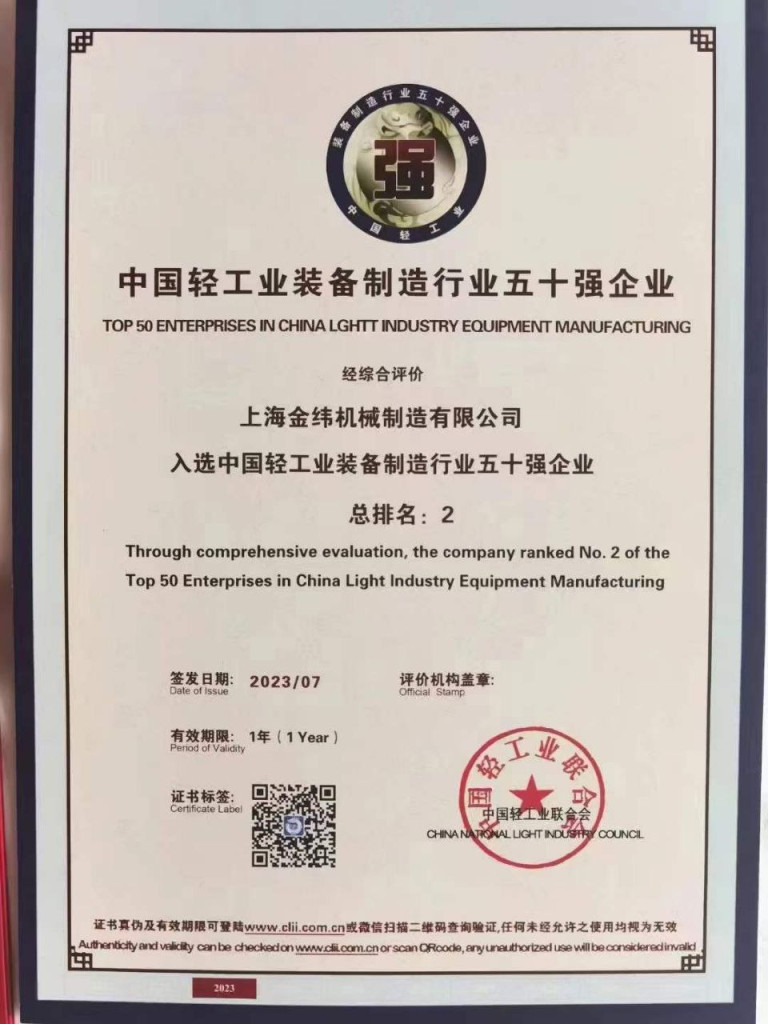 装备制造行业五十强企业
强
中国轻工业
中国轻工业装备制造行业五十强企业
TOP 50 ENTERPRISES IN CHINA LGHTT INDUSTRY EQUIPMENT MANUFACTURING
经综合评价
上海金纬机械制造有限公司
入选中国轻工业装备制造行业五十强企业
总排名：2
Through comprehensive evaluation, the company ranked No. 2 of the
Top 50 Enterprises in China Light Industry Equipment Manufacturing
签发日期: 2023/07
Date of Issue
评价机构盖章:
Official Stamp
有效期限: 1年（1 Year）
Period of Validity
证书标签:
Certificate Label
中国轻工业联合会
中国轻工业联合会
CHINA NATIONAL LIGHT INDUSTRY COUNCIL
证书真伪及有效期限可登陆www.clii.com.cn或微信扫描二维码查询验证,任何未经允许之使用均视为无效
Authenticity and validity can be checked on www.clii.com.cn or scan QRcode, any unauthorized use will be considered invalid
2023